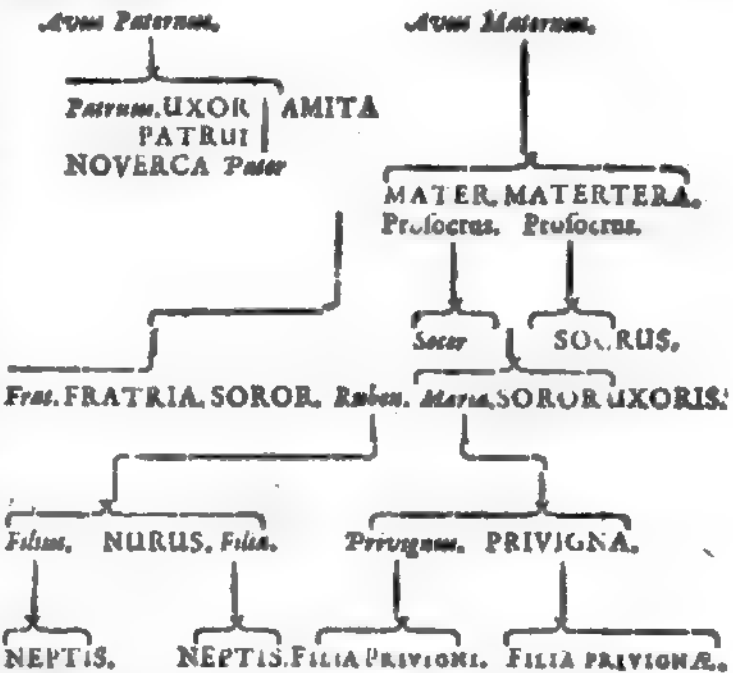 Avus Paternus. Avus Maternus.
Patruus. UXOR AMITA
PATRUI
NOVERCA Pater
MATER. MATERTERA.
Prosocrus. Prosocrus.
Socer SOCRUS.
Frat. FRATRIA. SOROR. Ruben. Maria. SOROR UXORIS.
Filius. NURUS. Filia. Privignus. PRIVIGNA.
NEPTIS. NEPTIS. FILIA PRIVIGNI. FILIA PRIVIGNÆ.